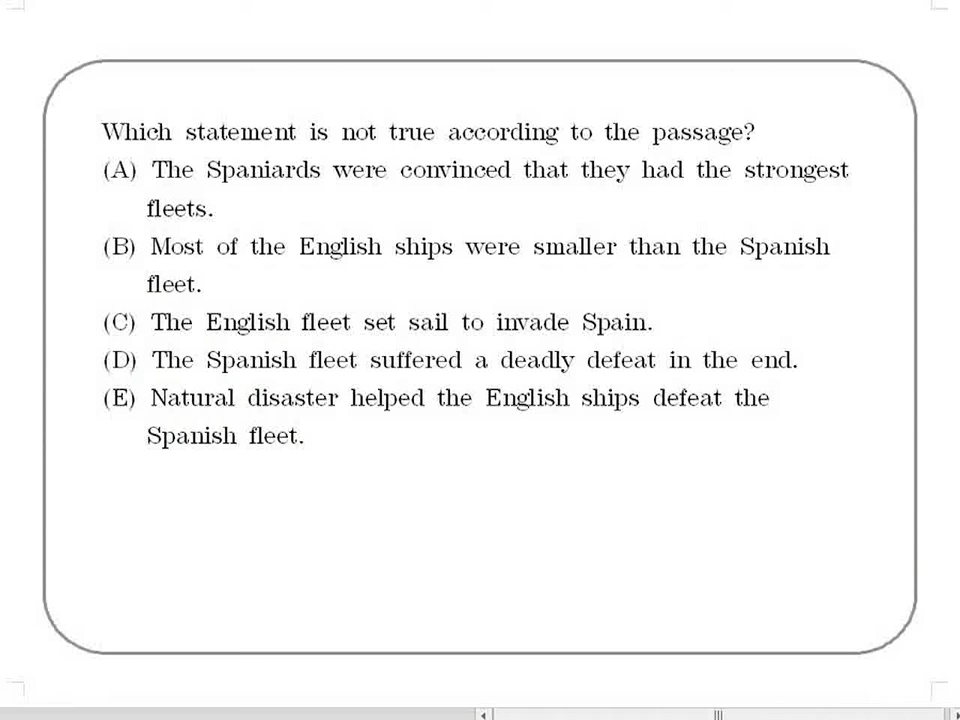 Which statement is not true according to the passage?
(A) The Spaniards were convinced that they had the strongest
fleets.
(B) Most of the English ships were smaller than the Spanish
fleet.
(C) The English fleet set sail to invade Spain.
(D) The Spanish fleet suffered a deadly defeat in the end.
(E) Natural disaster helped the English ships defeat the
Spanish fleet.